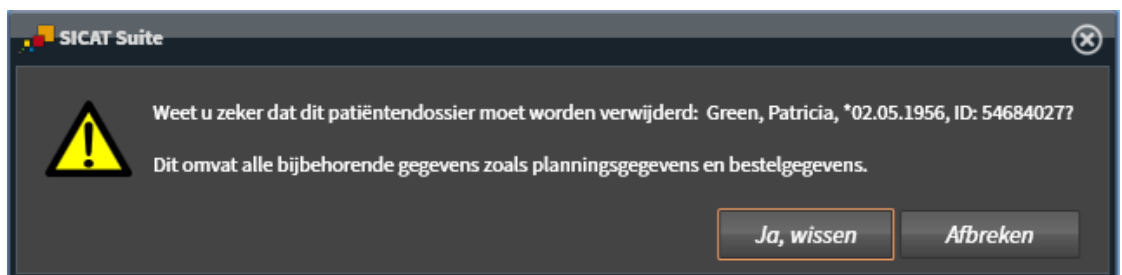 SICAT Suite
Weet u zeker dat dit patiëntendossier moet worden verwijderd: Green, Patricia, *02.05.1956, ID: 54684027?
Dit omvat alle bijbehorende gegevens zoals planningsgegevens en bestelgegevens.
Ja, wissen
Afbreken